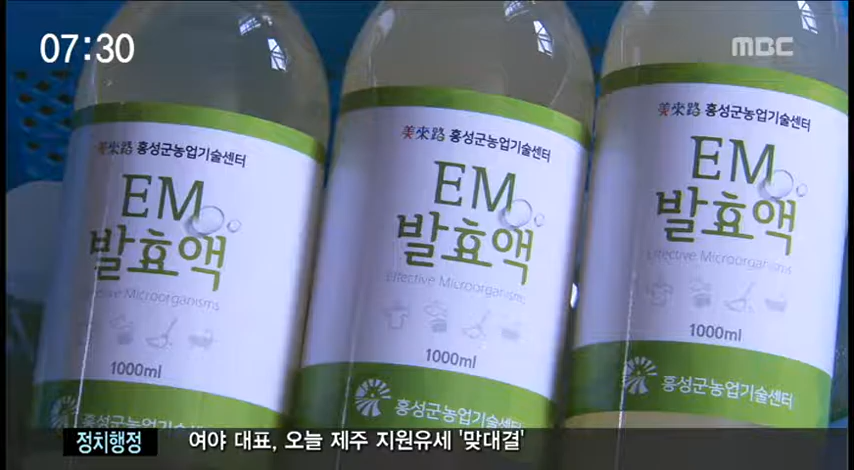 07:30
MBC
美來路 홍성군농업기술센터
EM
발효액
Effective Microorganisms
1000ml
홍성군농업기술센터
美來路 홍성군농업기술센터
EM
발효액
Effective Microorganisms
1000ml
홍성군농업기술센터
美來路 홍성군농업기술센터
EM
발효액
Effective Microorganisms
1000ml
홍성군농업기술센터
정치행정 여야 대표, 오늘 제주 지원유세 '맞대결'